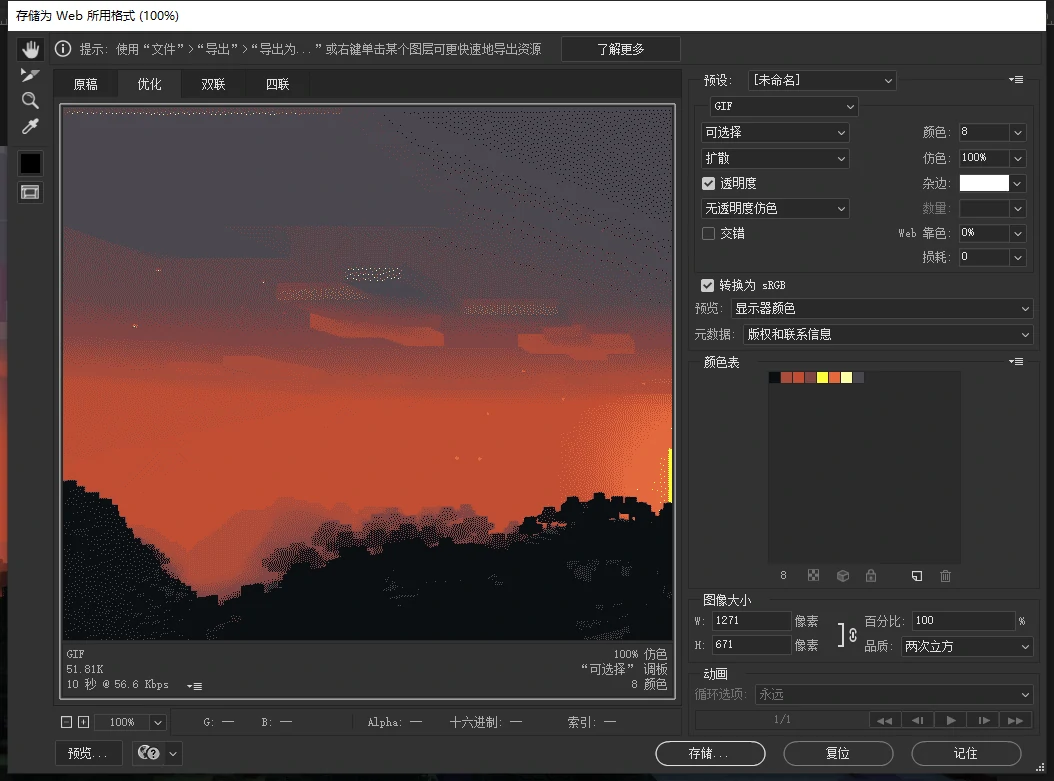 存储为 Web 所用格式 (100%)
提示: 使用“文件”>“导出”>“导出为...”或右键单击某个图层可更快速地导出资源
了解更多
原稿 优化 双联 四联
预设: [未命名]
GIF
可选择 颜色: 8
扩散 仿色: 100%
透明度 杂边:
无透明度仿色 数量:
交错 Web 靠色: 0%
损耗: 0
转换为 sRGB
预览: 显示器颜色
元数据: 版权和联系信息
颜色表
8
图像大小
W: 1271 像素 百分比: 100 %
H: 671 像素 品质: 两次立方
动画
循环选项: 永远
1/1
GIF 100% 仿色
51.81K “可选择” 调板
10 秒 @ 56.6 Kbps 8 颜色
100% G: — B: — Alpha: — 十六进制: — 索引: —
预览... 存储... 复位 记住